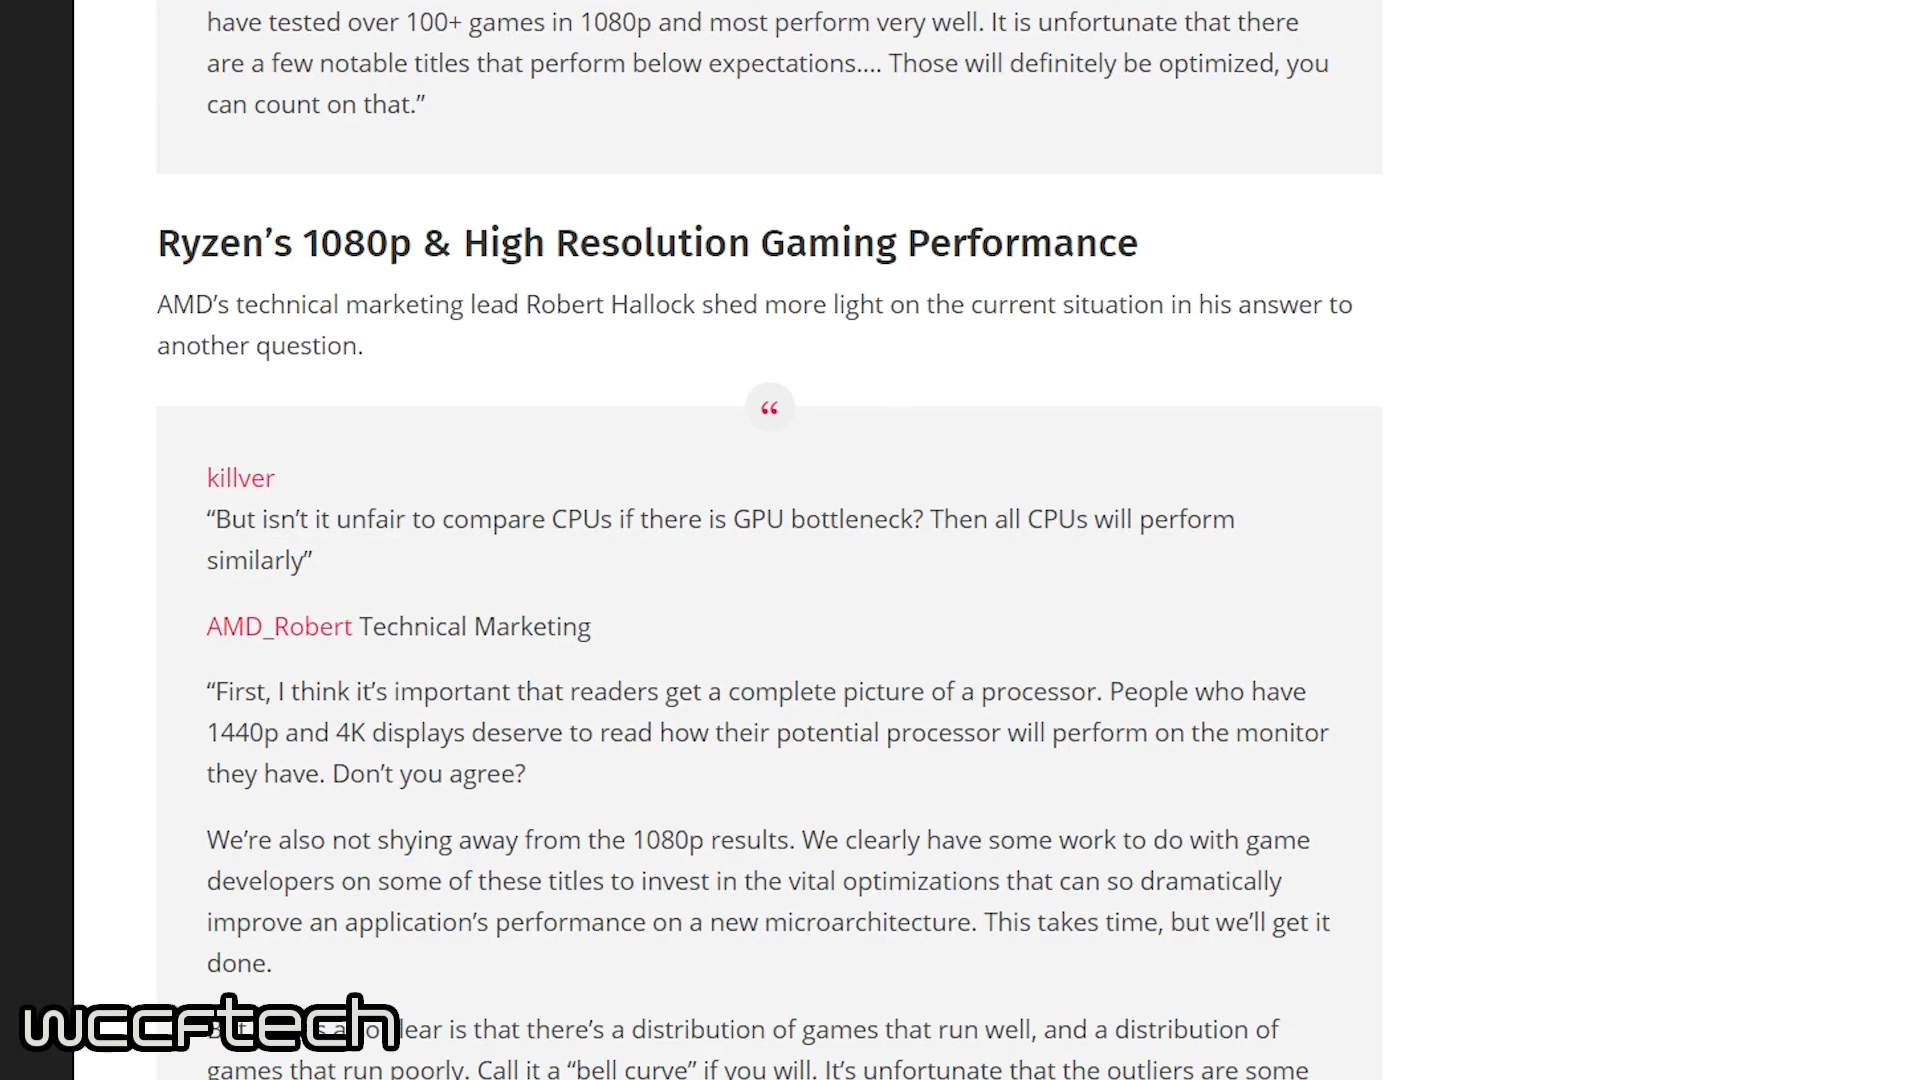 have tested over 100+ games in 1080p and most perform very well. It is unfortunate that there
are a few notable titles that perform below expectations.... Those will definitely be optimized, you
can count on that.”
Ryzen’s 1080p & High Resolution Gaming Performance
AMD’s technical marketing lead Robert Hallock shed more light on the current situation in his answer to
another question.
“
killver
“But isn’t it unfair to compare CPUs if there is GPU bottleneck? Then all CPUs will perform
similarly”
AMD_Robert Technical Marketing
“First, I think it’s important that readers get a complete picture of a processor. People who have
1440p and 4K displays deserve to read how their potential processor will perform on the monitor
they have. Don’t you agree?
We’re also not shying away from the 1080p results. We clearly have some work to do with game
developers on some of these titles to invest in the vital optimizations that can so dramatically
improve an application’s performance on a new microarchitecture. This takes time, but we’ll get it
done.
wccftech
is that there’s a distribution of games that run well, and a distribution of
games that run poorly. Call it a “bell curve” if you will. It’s unfortunate that the outliers are some